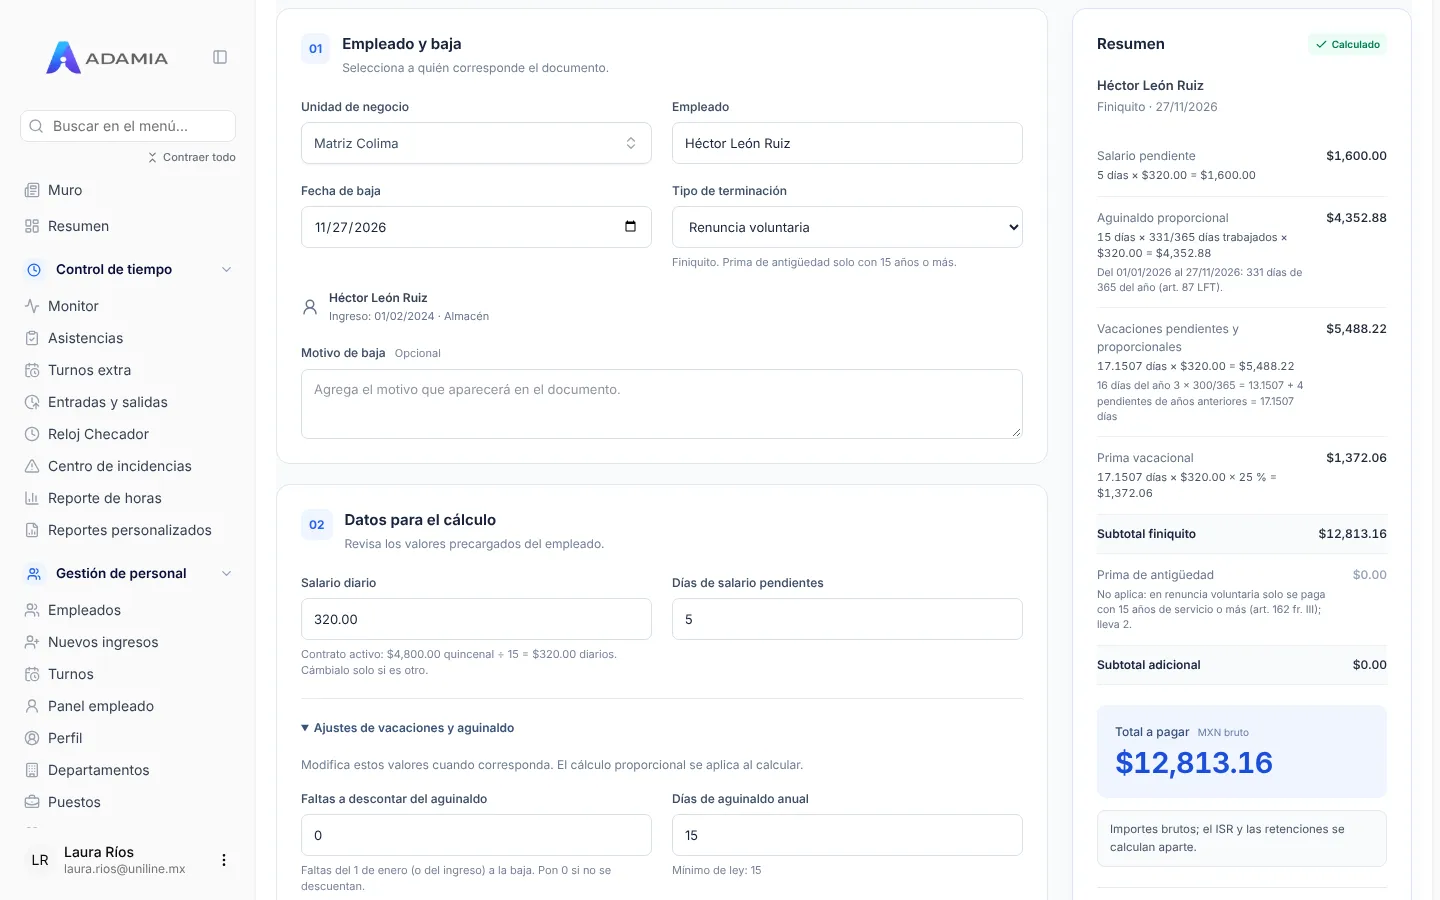 ADAMIA
Buscar en el menú...
Contraer todo
Muro
Resumen
Control de tiempo
Monitor
Asistencias
Turnos extra
Entradas y salidas
Reloj Checador
Centro de incidencias
Reporte de horas
Reportes personalizados
Gestión de personal
Empleados
Nuevos ingresos
Turnos
Panel empleado
Perfil
Departamentos
Puestos
LR
Laura Ríos
laura.rios@uniline.mx
01
Empleado y baja
Selecciona a quién corresponde el documento.
Unidad de negocio
Matriz Colima
Empleado
Héctor León Ruiz
Fecha de baja
11/27/2026
Tipo de terminación
Renuncia voluntaria
Finiquito. Prima de antigüedad solo con 15 años o más.
Héctor León Ruiz
Ingreso: 01/02/2024 · Almacén
Motivo de baja Opcional
Agrega el motivo que aparecerá en el documento.
02
Datos para el cálculo
Revisa los valores precargados del empleado.
Salario diario
320.00
Contrato activo: $4,800.00 quincenal ÷ 15 = $320.00 diarios.
Cámbialo solo si es otro.
Días de salario pendientes
5
Ajustes de vacaciones y aguinaldo
Modifica estos valores cuando corresponda. El cálculo proporcional se aplica al calcular.
Faltas a descontar del aguinaldo
0
Faltas del 1 de enero (o del ingreso) a la baja. Pon 0 si no se
descuentan.
Días de aguinaldo anual
15
Mínimo de ley: 15
Resumen
Calculado
Héctor León Ruiz
Finiquito · 27/11/2026
Salario pendiente $1,600.00
5 días × $320.00 = $1,600.00
Aguinaldo proporcional $4,352.88
15 días × 331/365 días trabajados ×
$320.00 = $4,352.88
Del 01/01/2026 al 27/11/2026: 331 días de
365 del año (art. 87 LFT).
Vacaciones pendientes y $5,488.22
proporcionales
17.1507 días × $320.00 = $5,488.22
16 días del año 3 × 300/365 = 13.1507 + 4
pendientes de años anteriores = 17.1507
días
Prima vacacional $1,372.06
17.1507 días × $320.00 × 25 % =
$1,372.06
Subtotal finiquito $12,813.16
Prima de antigüedad $0.00
No aplica: en renuncia voluntaria solo se paga
con 15 años de servicio o más (art. 162 fr. III);
lleva 2.
Subtotal adicional $0.00
Total a pagar MXN bruto
$12,813.16
Importes brutos; el ISR y las retenciones se
calculan aparte.